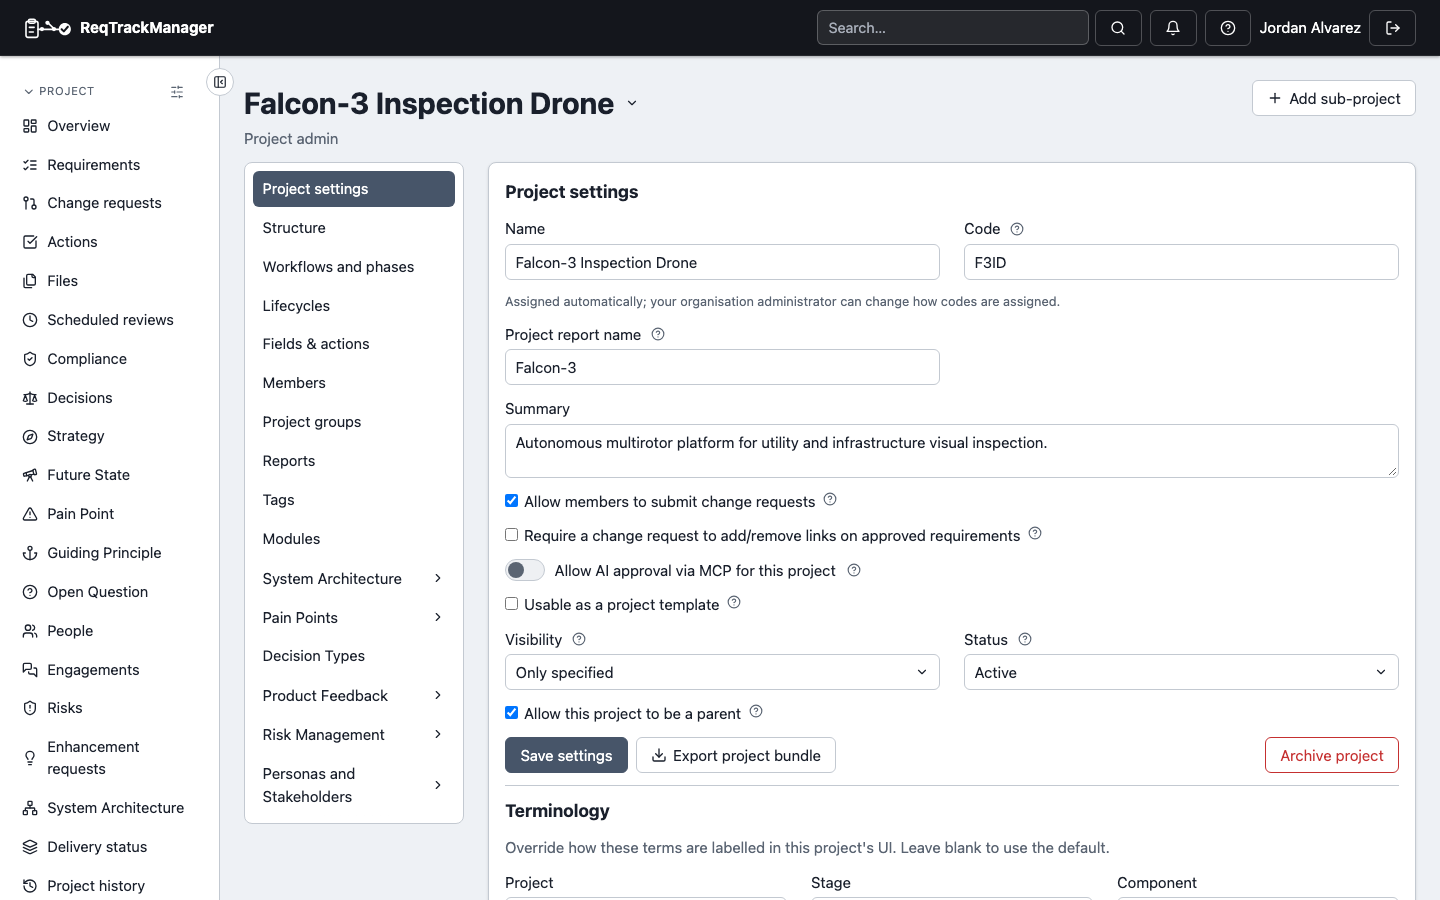 ReqTrackManager
Search...
Jordan Alvarez
PROJECT
Overview
Requirements
Change requests
Actions
Files
Scheduled reviews
Compliance
Decisions
Strategy
Future State
Pain Point
Guiding Principle
Open Question
People
Engagements
Risks
Enhancement
requests
System Architecture
Delivery status
Project history
Falcon-3 Inspection Drone
Add sub-project
Project admin
Project settings
Structure
Workflows and phases
Lifecycles
Fields & actions
Members
Project groups
Reports
Tags
Modules
System Architecture
Pain Points
Decision Types
Product Feedback
Risk Management
Personas and
Stakeholders
Project settings
Name
Code
Falcon-3 Inspection Drone
F3ID
Assigned automatically; your organisation administrator can change how codes are assigned.
Project report name
Falcon-3
Summary
Autonomous multirotor platform for utility and infrastructure visual inspection.
Allow members to submit change requests
Require a change request to add/remove links on approved requirements
Allow AI approval via MCP for this project
Usable as a project template
Visibility
Status
Only specified
Active
Allow this project to be a parent
Save settings
Export project bundle
Archive project
Terminology
Override how these terms are labelled in this project's UI. Leave blank to use the default.
Project
Stage
Component